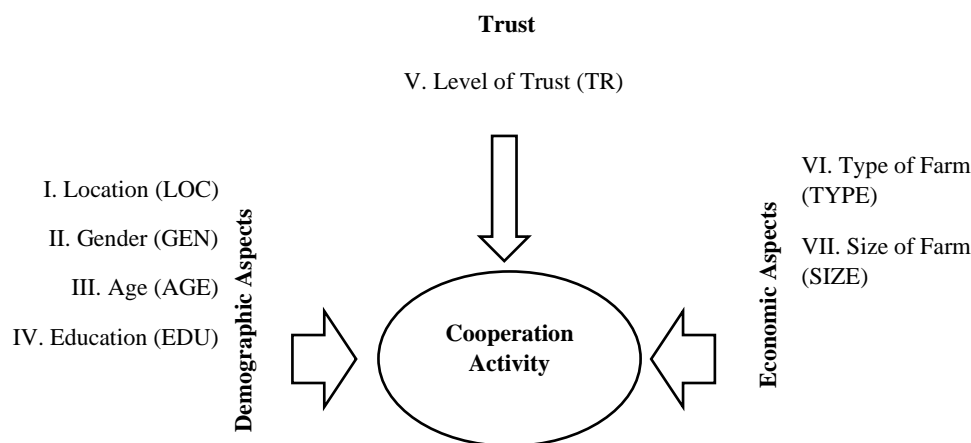 Trust
V. Level of Trust (TR)
I. Location (LOC)
II. Gender (GEN)
III. Age (AGE)
IV. Education (EDU)
Demographic Aspects
Cooperation
Activity
Economic Aspects
VI. Type of Farm
(TYPE)
VII. Size of Farm
(SIZE)